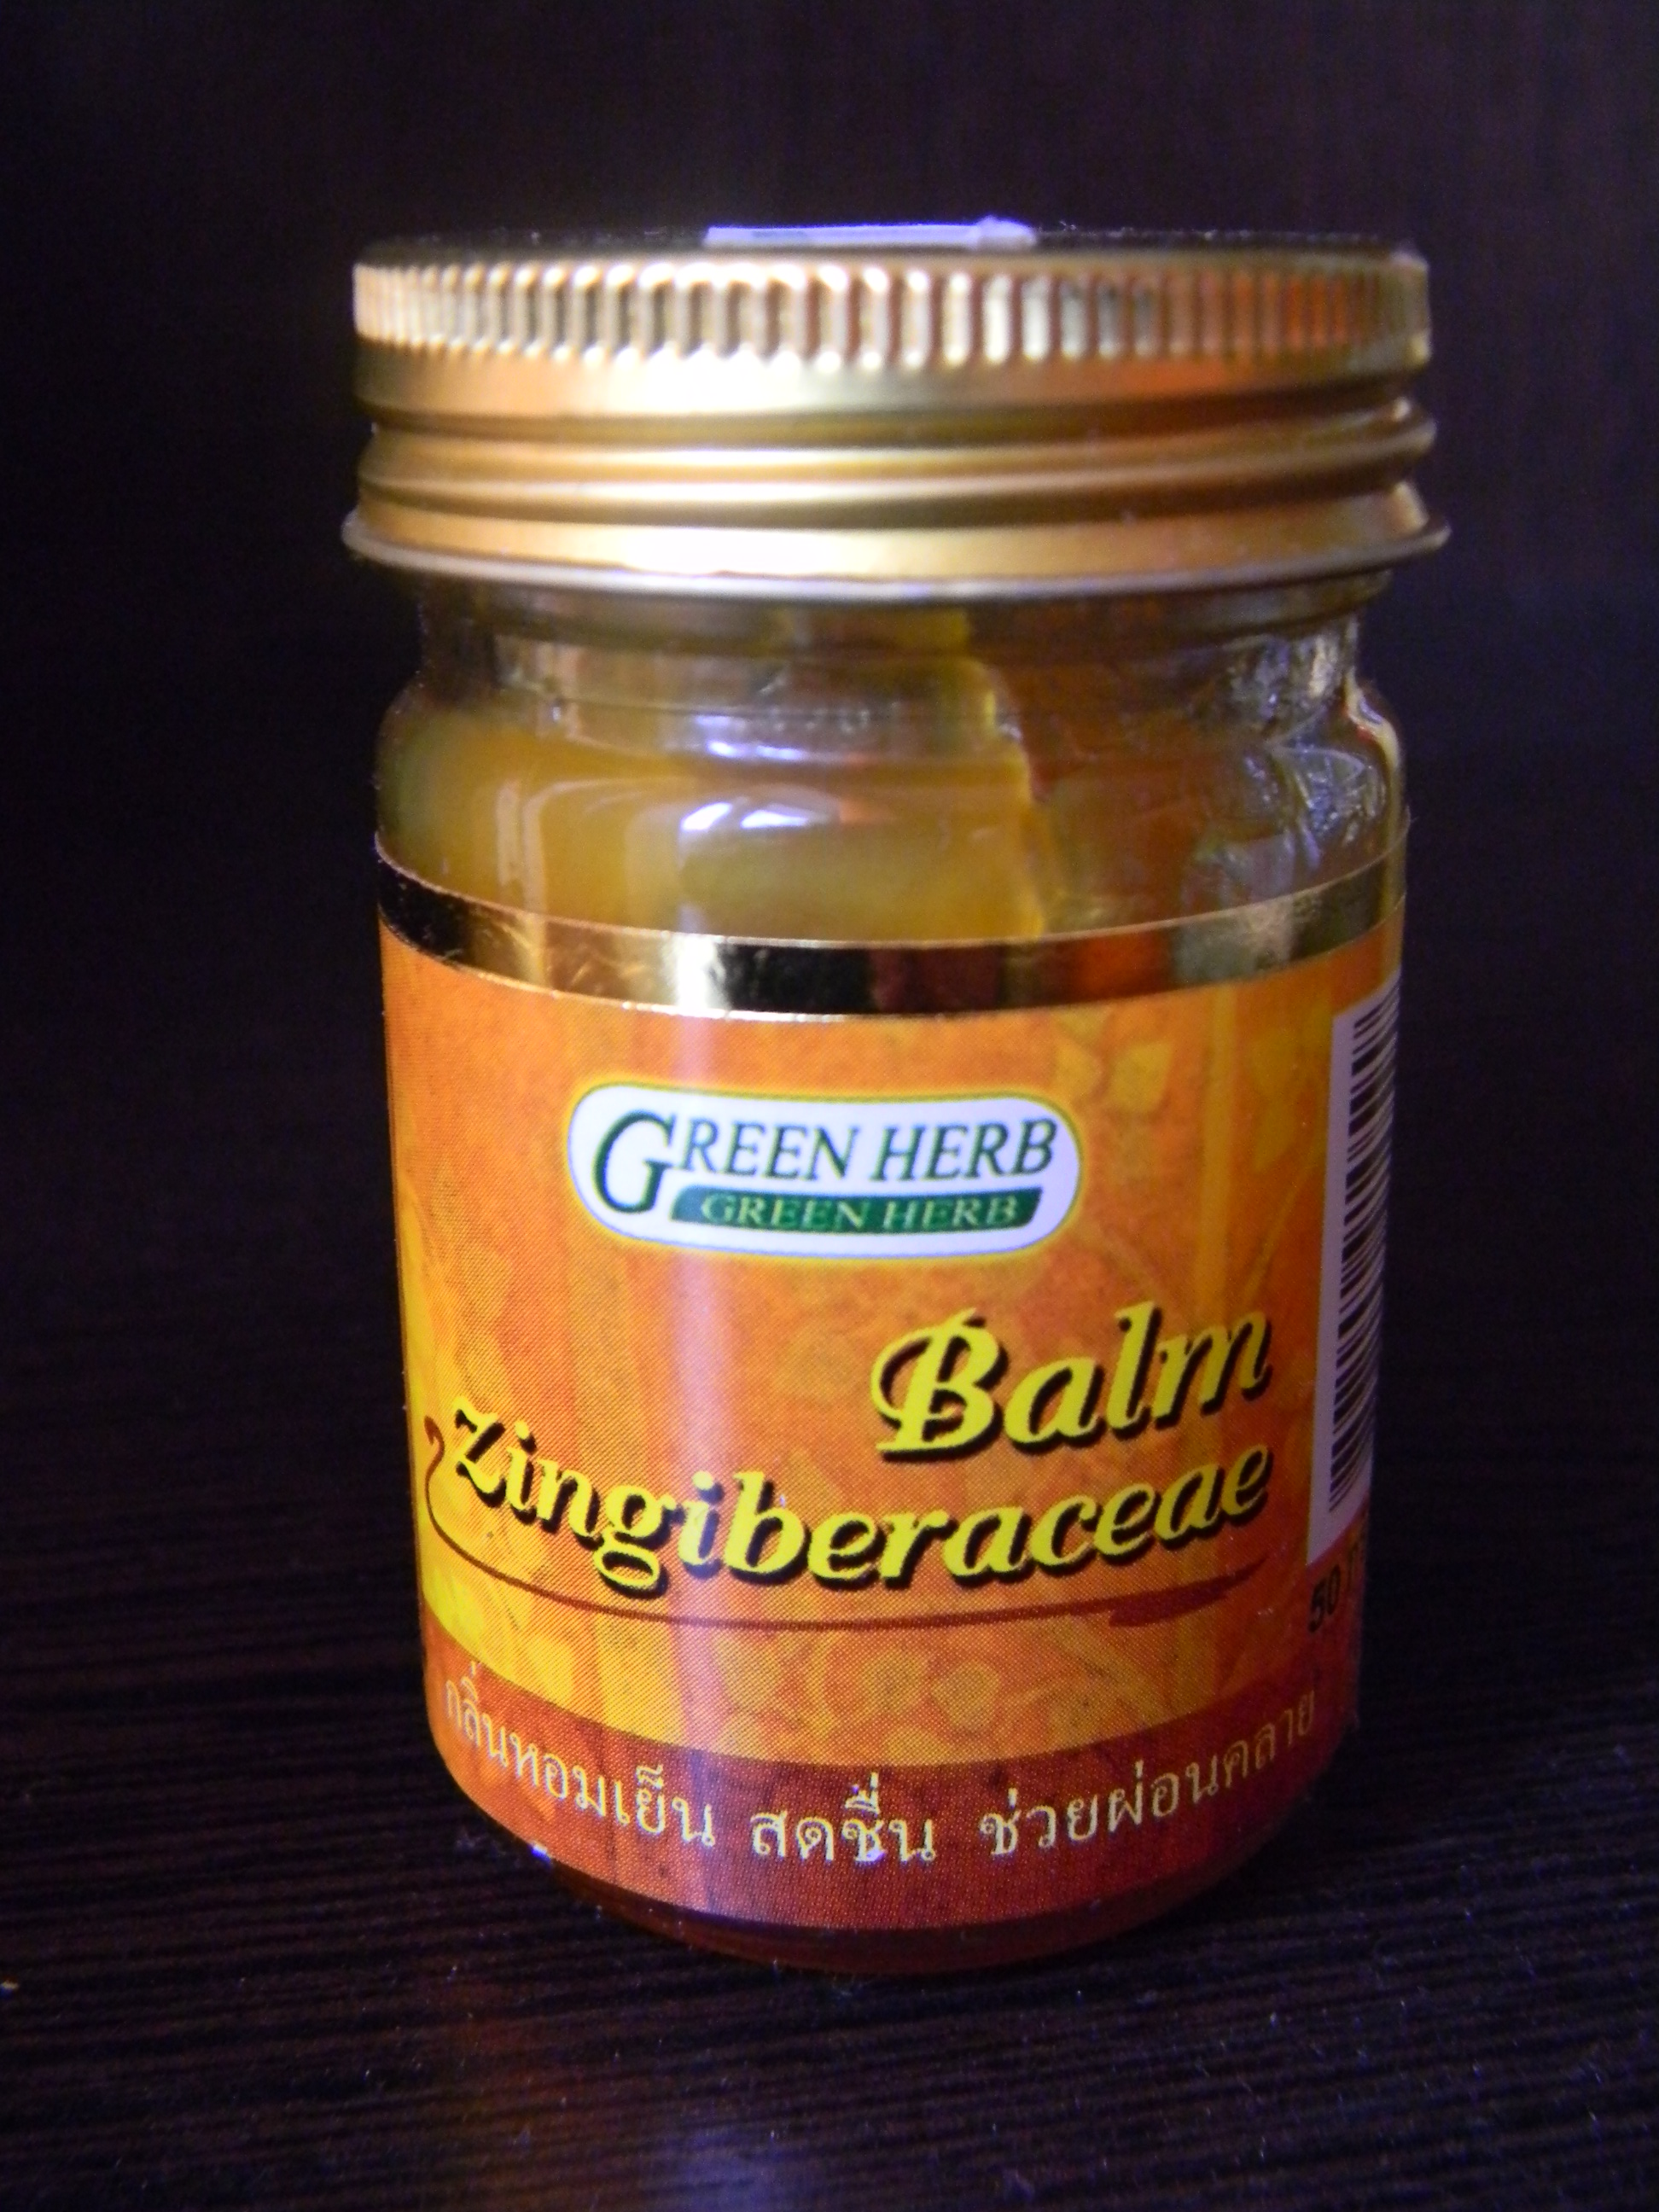 GREEN HERB
GREEN HERB
Balm
Zingiberaceae
50
กลิ่นหอมเย็น สดชื่น ช่วยผ่อนคลาย